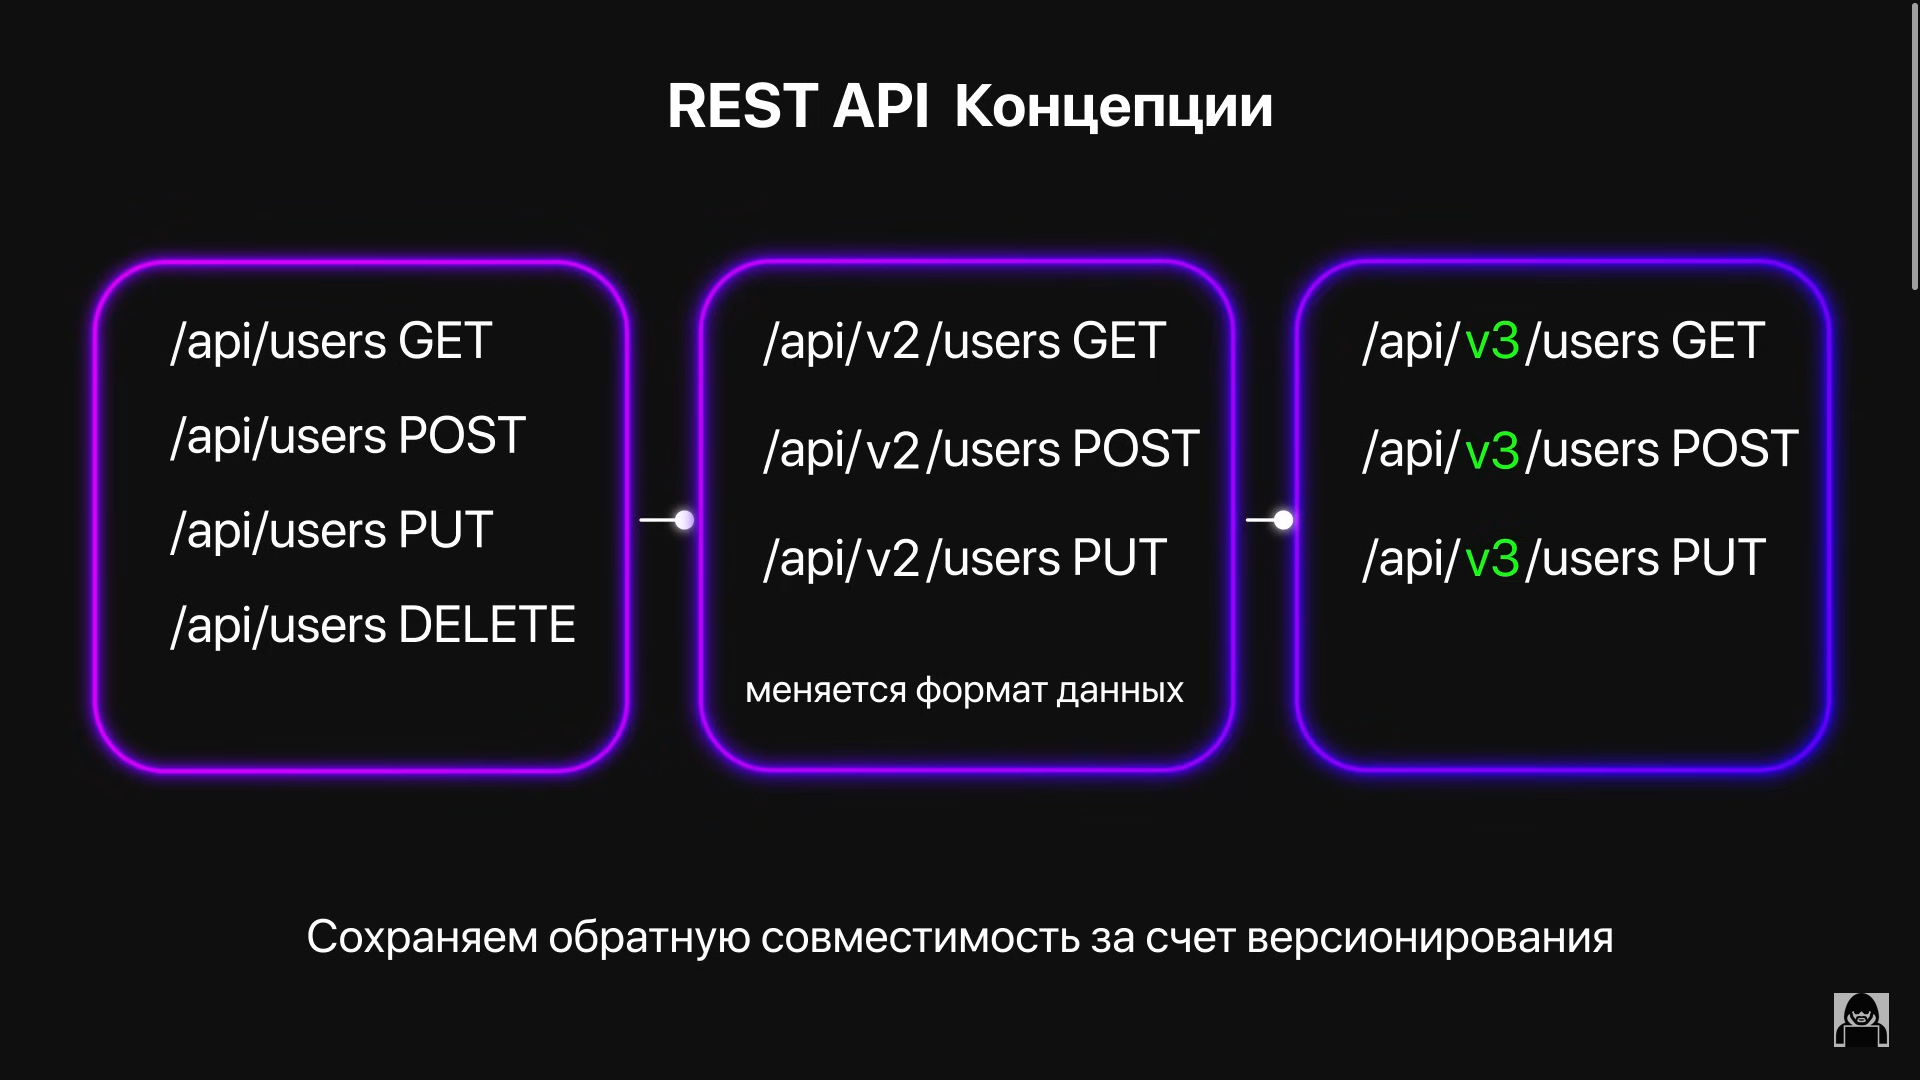 REST API Концепции
/api/users GET
/api/users POST
/api/users PUT
/api/users DELETE
/api/v2/users GET
/api/v2/users POST
/api/v2/users PUT
меняется формат данных
/api/v3/users GET
/api/v3/users POST
/api/v3/users PUT
Сохраняем обратную совместимость за счет версионирования